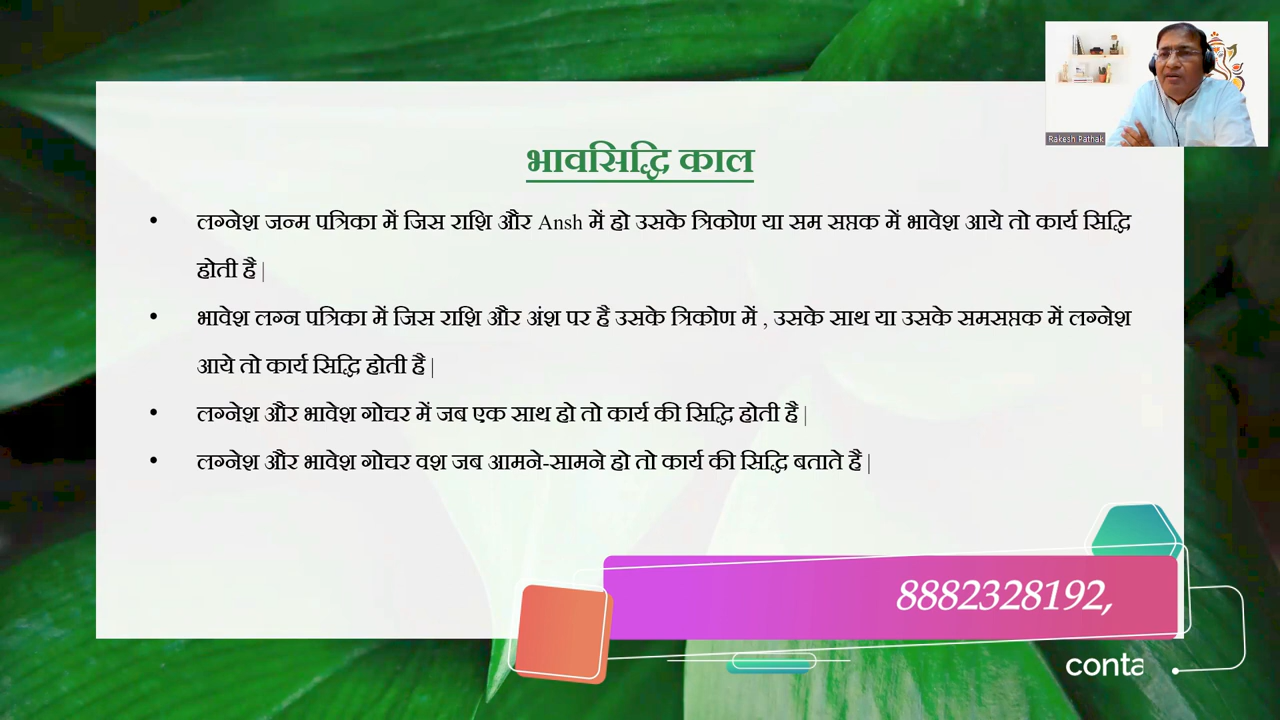 Rakesh Pathak
भावसिद्धि काल
• लग्नेश जन्म पत्रिका में जिस राशि और Ansh में हो उसके त्रिकोण या सम सप्तक में भावेश आये तो कार्य सिद्धि
होती है |
• भावेश लग्न पत्रिका में जिस राशि और अंश पर है उसके त्रिकोण में , उसके साथ या उसके समसप्तक में लग्नेश
आये तो कार्य सिद्धि होती है |
• लग्नेश और भावेश गोचर में जब एक साथ हो तो कार्य की सिद्धि होती है |
• लग्नेश और भावेश गोचर वश जब आमने-सामने हो तो कार्य की सिद्धि बताते है |
8882328192,
conta